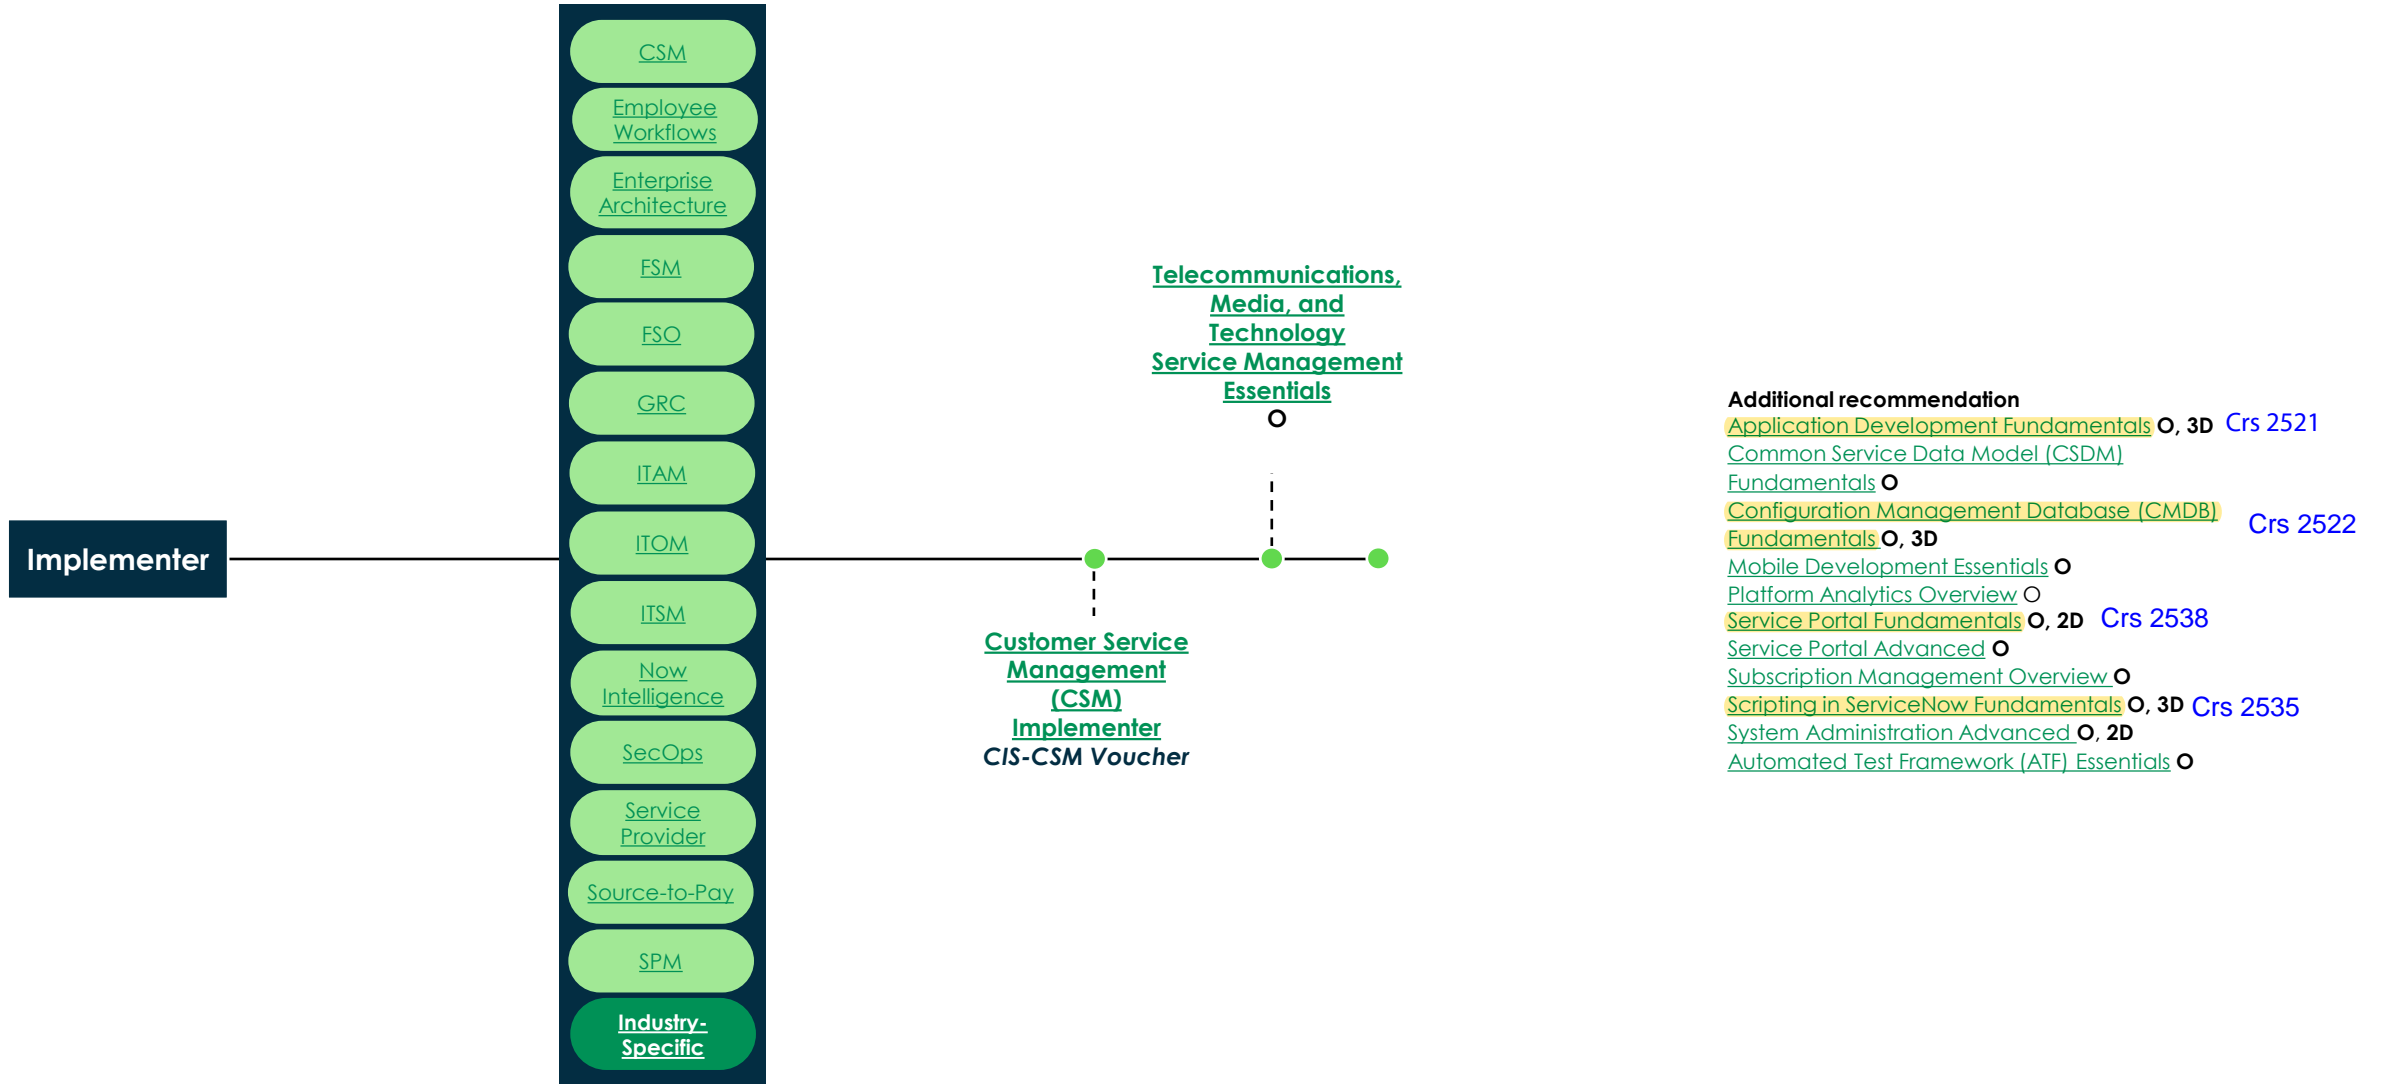 Implementer
CSM
Employee
Workflows
Enterprise
Architecture
FSM
FSO
GRC
ITAM
ITOM
ITSM
Now
Intelligence
SecOps
Service
Provider
Source-to-Pay
SPM
Industry-
Specific
Customer Service
Management
(CSM)
Implementer
CIS-CSM Voucher
Telecommunications,
Media, and
Technology
Service Management
Essentials
O
Additional recommendation
Application Development Fundamentals O, 3D Crs 2521
Common Service Data Model (CSDM)
Fundamentals O
Configuration Management Database (CMDB)
Fundamentals O, 3D Crs 2522
Mobile Development Essentials O
Platform Analytics Overview O
Service Portal Fundamentals O, 2D Crs 2538
Service Portal Advanced O
Subscription Management Overview O
Scripting in ServiceNow Fundamentals O, 3D Crs 2535
System Administration Advanced O, 2D
Automated Test Framework (ATF) Essentials O